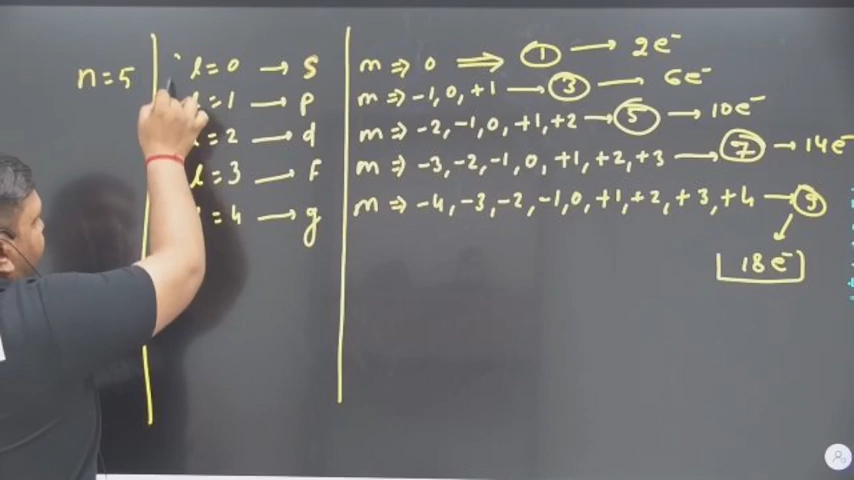 n=5 l=0 → S m ⇒ 0 ⟹ 1 → 2e⁻
l=1 → p m ⇒ -1, 0, +1 → 3 → 6e⁻
l=2 → d m ⇒ -2, -1, 0, +1, +2 → 5 → 10e⁻
l=3 → f m ⇒ -3, -2, -1, 0, +1, +2, +3 → 7 → 14e⁻
=4 → g m ⇒ -4, -3, -2, -1, 0, +1, +2, +3, +4 → 9
18e⁻